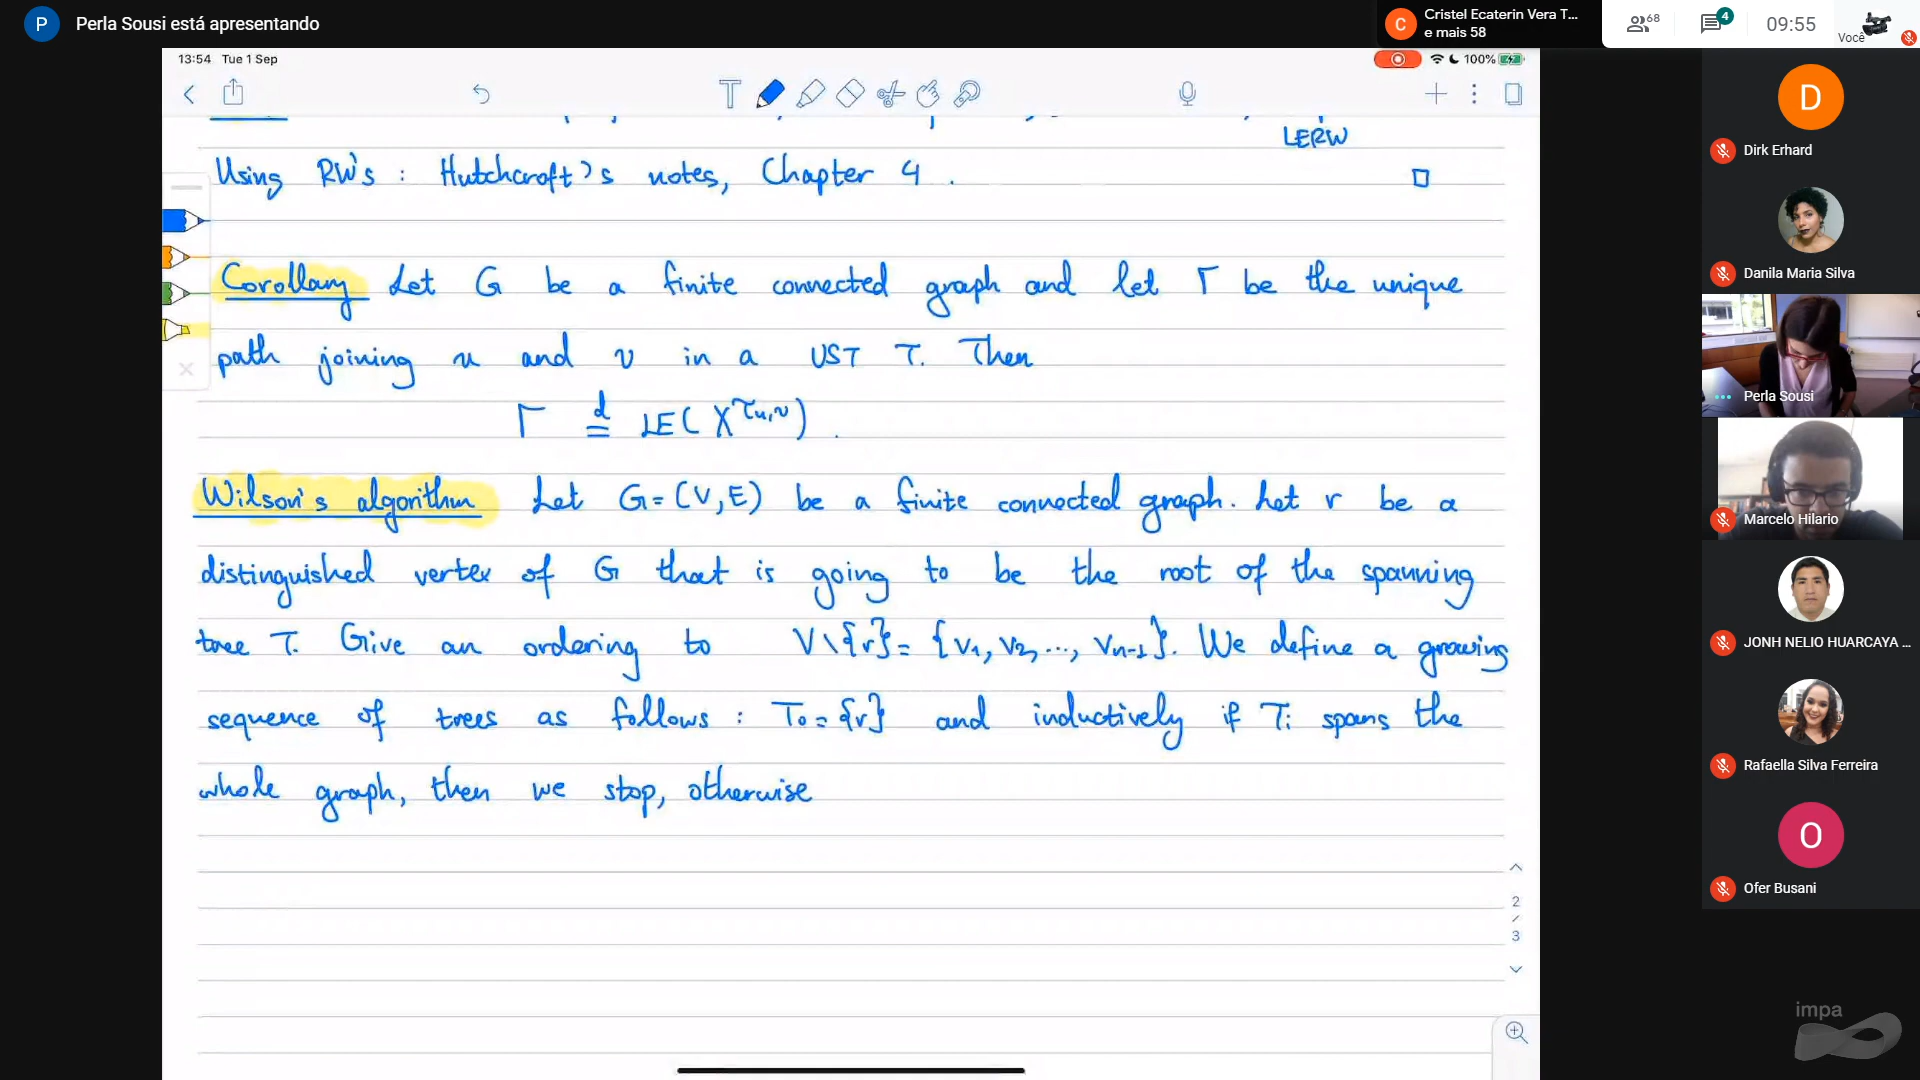 Perla Sousi está apresentando
Cristel Ecaterin Vera T...
e mais 58
68
4
09:55
Você
13:54 Tue 1 Sep
100%
LERW
Using RW's : Hutchcroft's notes, Chapter 4 . □
Corollary Let G be a finite connected graph and let Γ be the unique
path joining u and v in a UST T. Then
Γ \stackrel{d}{=} LE( X^{τ_{u,v}} ) .
Wilson's algorithm Let G=(V,E) be a finite connected graph. Let r be a
distinguished vertex of G that is going to be the root of the spanning
tree T. Give an ordering to V\{r} = {v₁, v₂, ..., vₙ₋₁}. We define a growing
sequence of trees as follows : T₀ = {r} and inductively if Tᵢ spans the
whole graph, then we stop, otherwise
2
3
P
C
D
Dirk Erhard
Danila Maria Silva
Perla Sousi
Marcelo Hilario
JONH NELIO HUARCAYA ...
Rafaella Silva Ferreira
O
Ofer Busani
impa